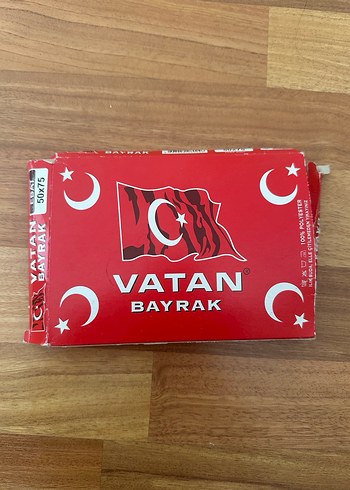 VATAN®
BAYRAK
50x75
VATAN
BAYRAK
100% POLYESTER